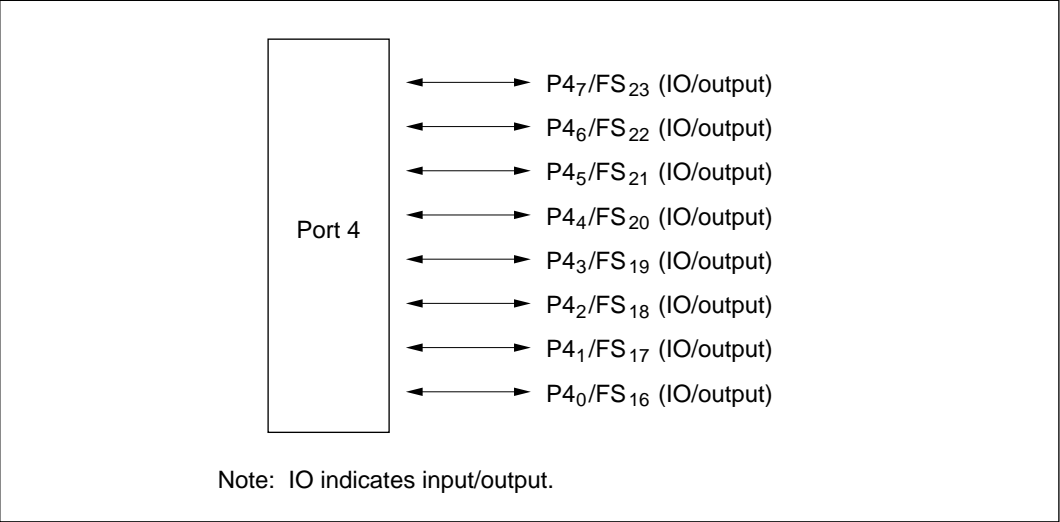 P4₇/FS₂₃ (IO/output)
P4₆/FS₂₂ (IO/output)
P4₅/FS₂₁ (IO/output)
P4₄/FS₂₀ (IO/output)
Port 4
P4₃/FS₁₉ (IO/output)
P4₂/FS₁₈ (IO/output)
P4₁/FS₁₇ (IO/output)
P4₀/FS₁₆ (IO/output)
Note: IO indicates input/output.